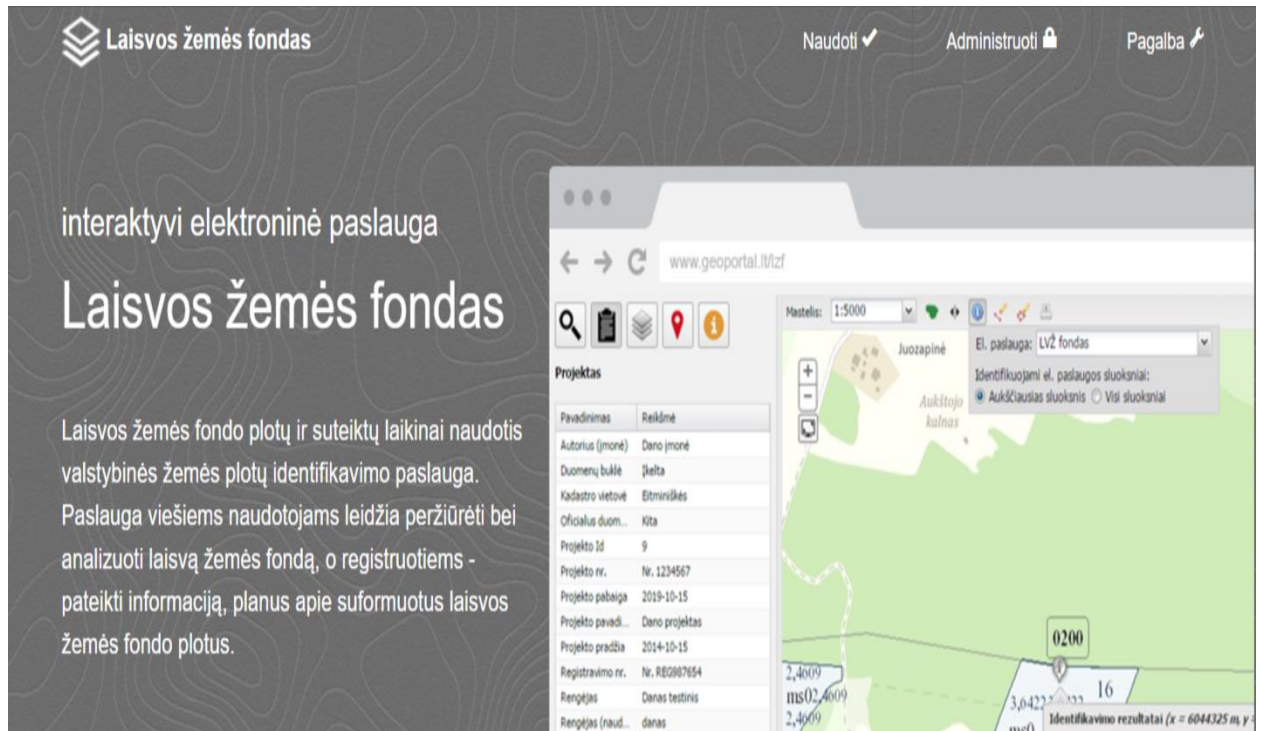 Laisvos žemės fondas
Naudoti
Administruoti
Pagalba
interaktyvi elektroninė paslauga
Laisvos žemės fondas
Laisvos žemės fondo plotų ir suteiktų laikinai naudotis
valstybinės žemės plotų identifikavimo paslauga.
Paslauga viešiems naudotojams leidžia peržiūrėti bei
analizuoti laisvą žemės fondą, o registruotiems -
pateikti informaciją, planus apie suformuotus laisvos
žemės fondo plotus.
www.geoportal.lt/lzf
Projektas
Pavadinimas Reikšmė
Autorius (įmonė) Dano įmonė
Duomenų buklė Įkelta
Kadastro vietovė Eitminiškės
Oficialus duom... Kita
Projekto Id 9
Projekto nr. Nr. 1234567
Projekto pabaiga 2019-10-15
Projekto pavadi... Dano projektas
Projekto pradžia 2014-10-15
Registravimo nr. Nr. REG987654
Rengėjas Danas testinis
Rengėjas (naud... danas
Mastelis: 1:5000
El. paslauga: LVŽ fondas
Identifikuojami el. paslaugos sluoksniai:
Aukščiausias sluoksnis Visi sluoksniai
Juozapinė
Aukštojo
kalnas
0200
2,4609
ms02,4609
2,4609
16
Identifikavimo rezultatai (x = 6044325 m, y =